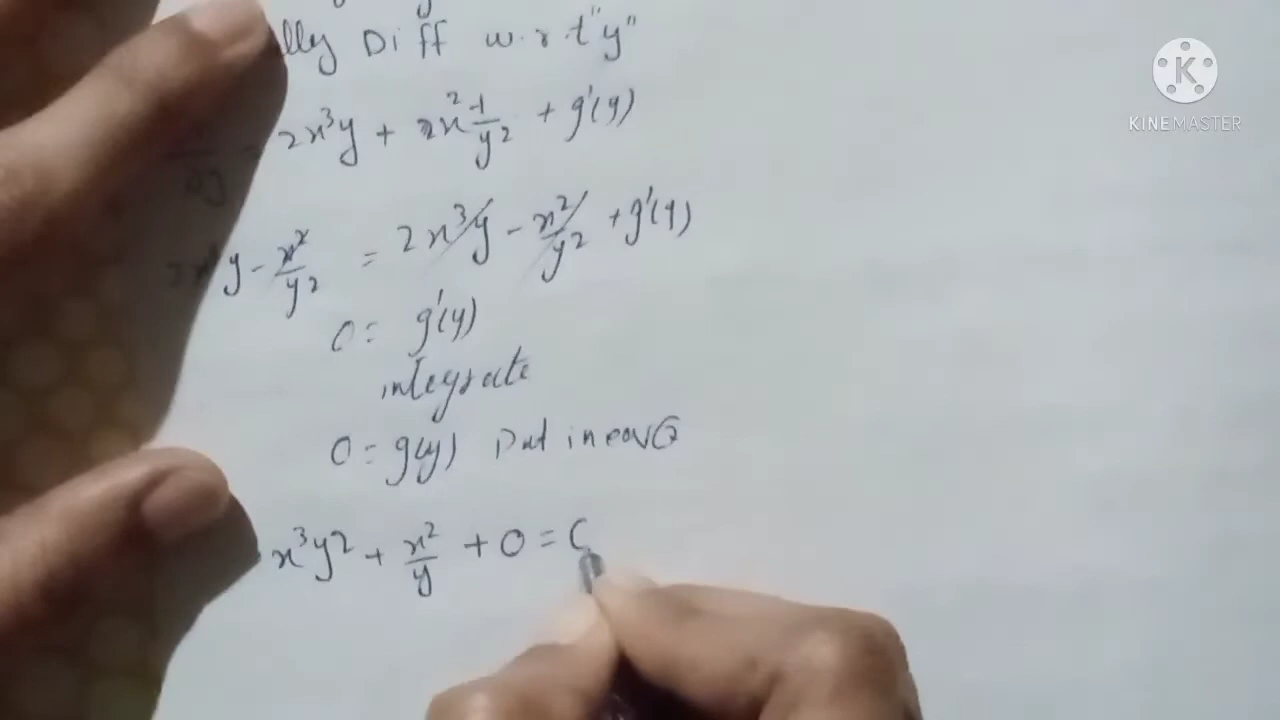 lly Diff w.r.t "y"
2x³y + x² -1/y² + g'(y)
y - x²/y² = 2x³y - x²/y² + g'(y)
0 = g'(y)
integrate
0 = g(y) Put in
x³y² + x²/y + 0 = C
K
KINEMASTER